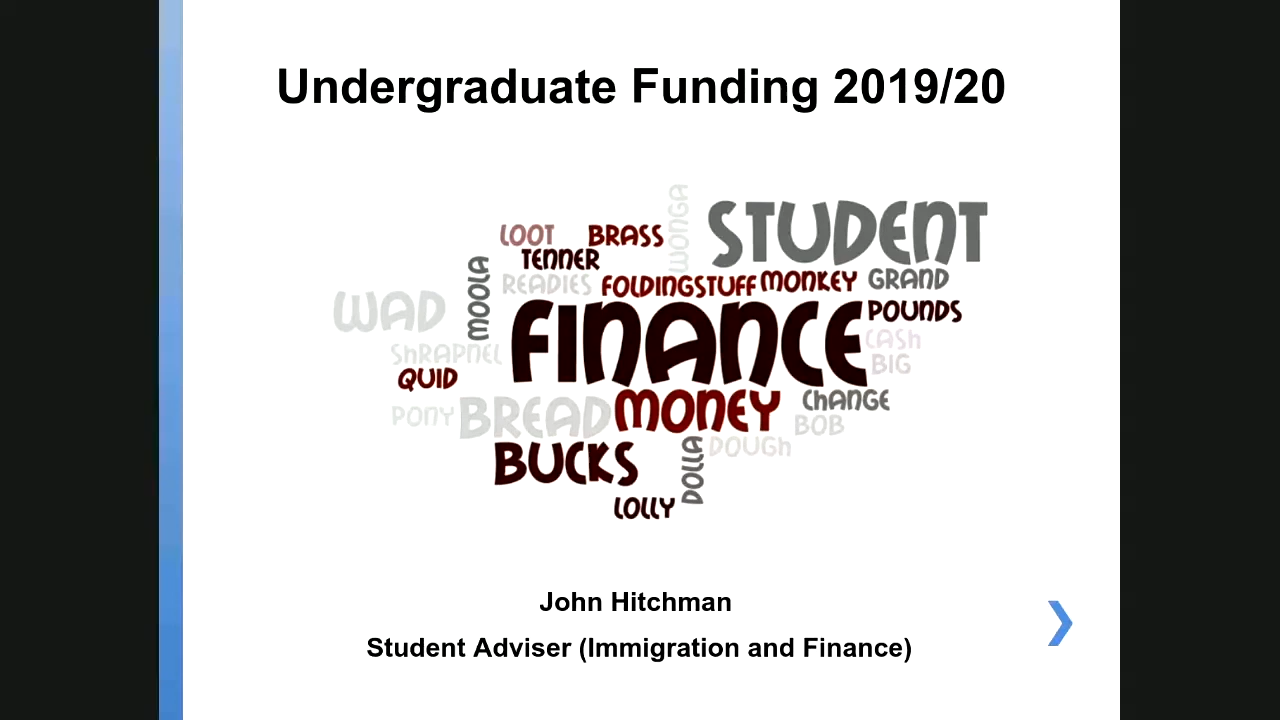 Undergraduate Funding 2019/20
WONGA
STUDENT
LOOT BRASS
TENNER
MOOLA
READIES FOLDINGSTUFF MONKEY GRAND
WAD
FINANCE
POUNDS
CASH
SHRAPNEL
BIG
QUID
PONY BREAD MONEY CHANGE
BOB
BUCKS DOLLA DOUGH
LOLLY
John Hitchman
Student Adviser (Immigration and Finance)